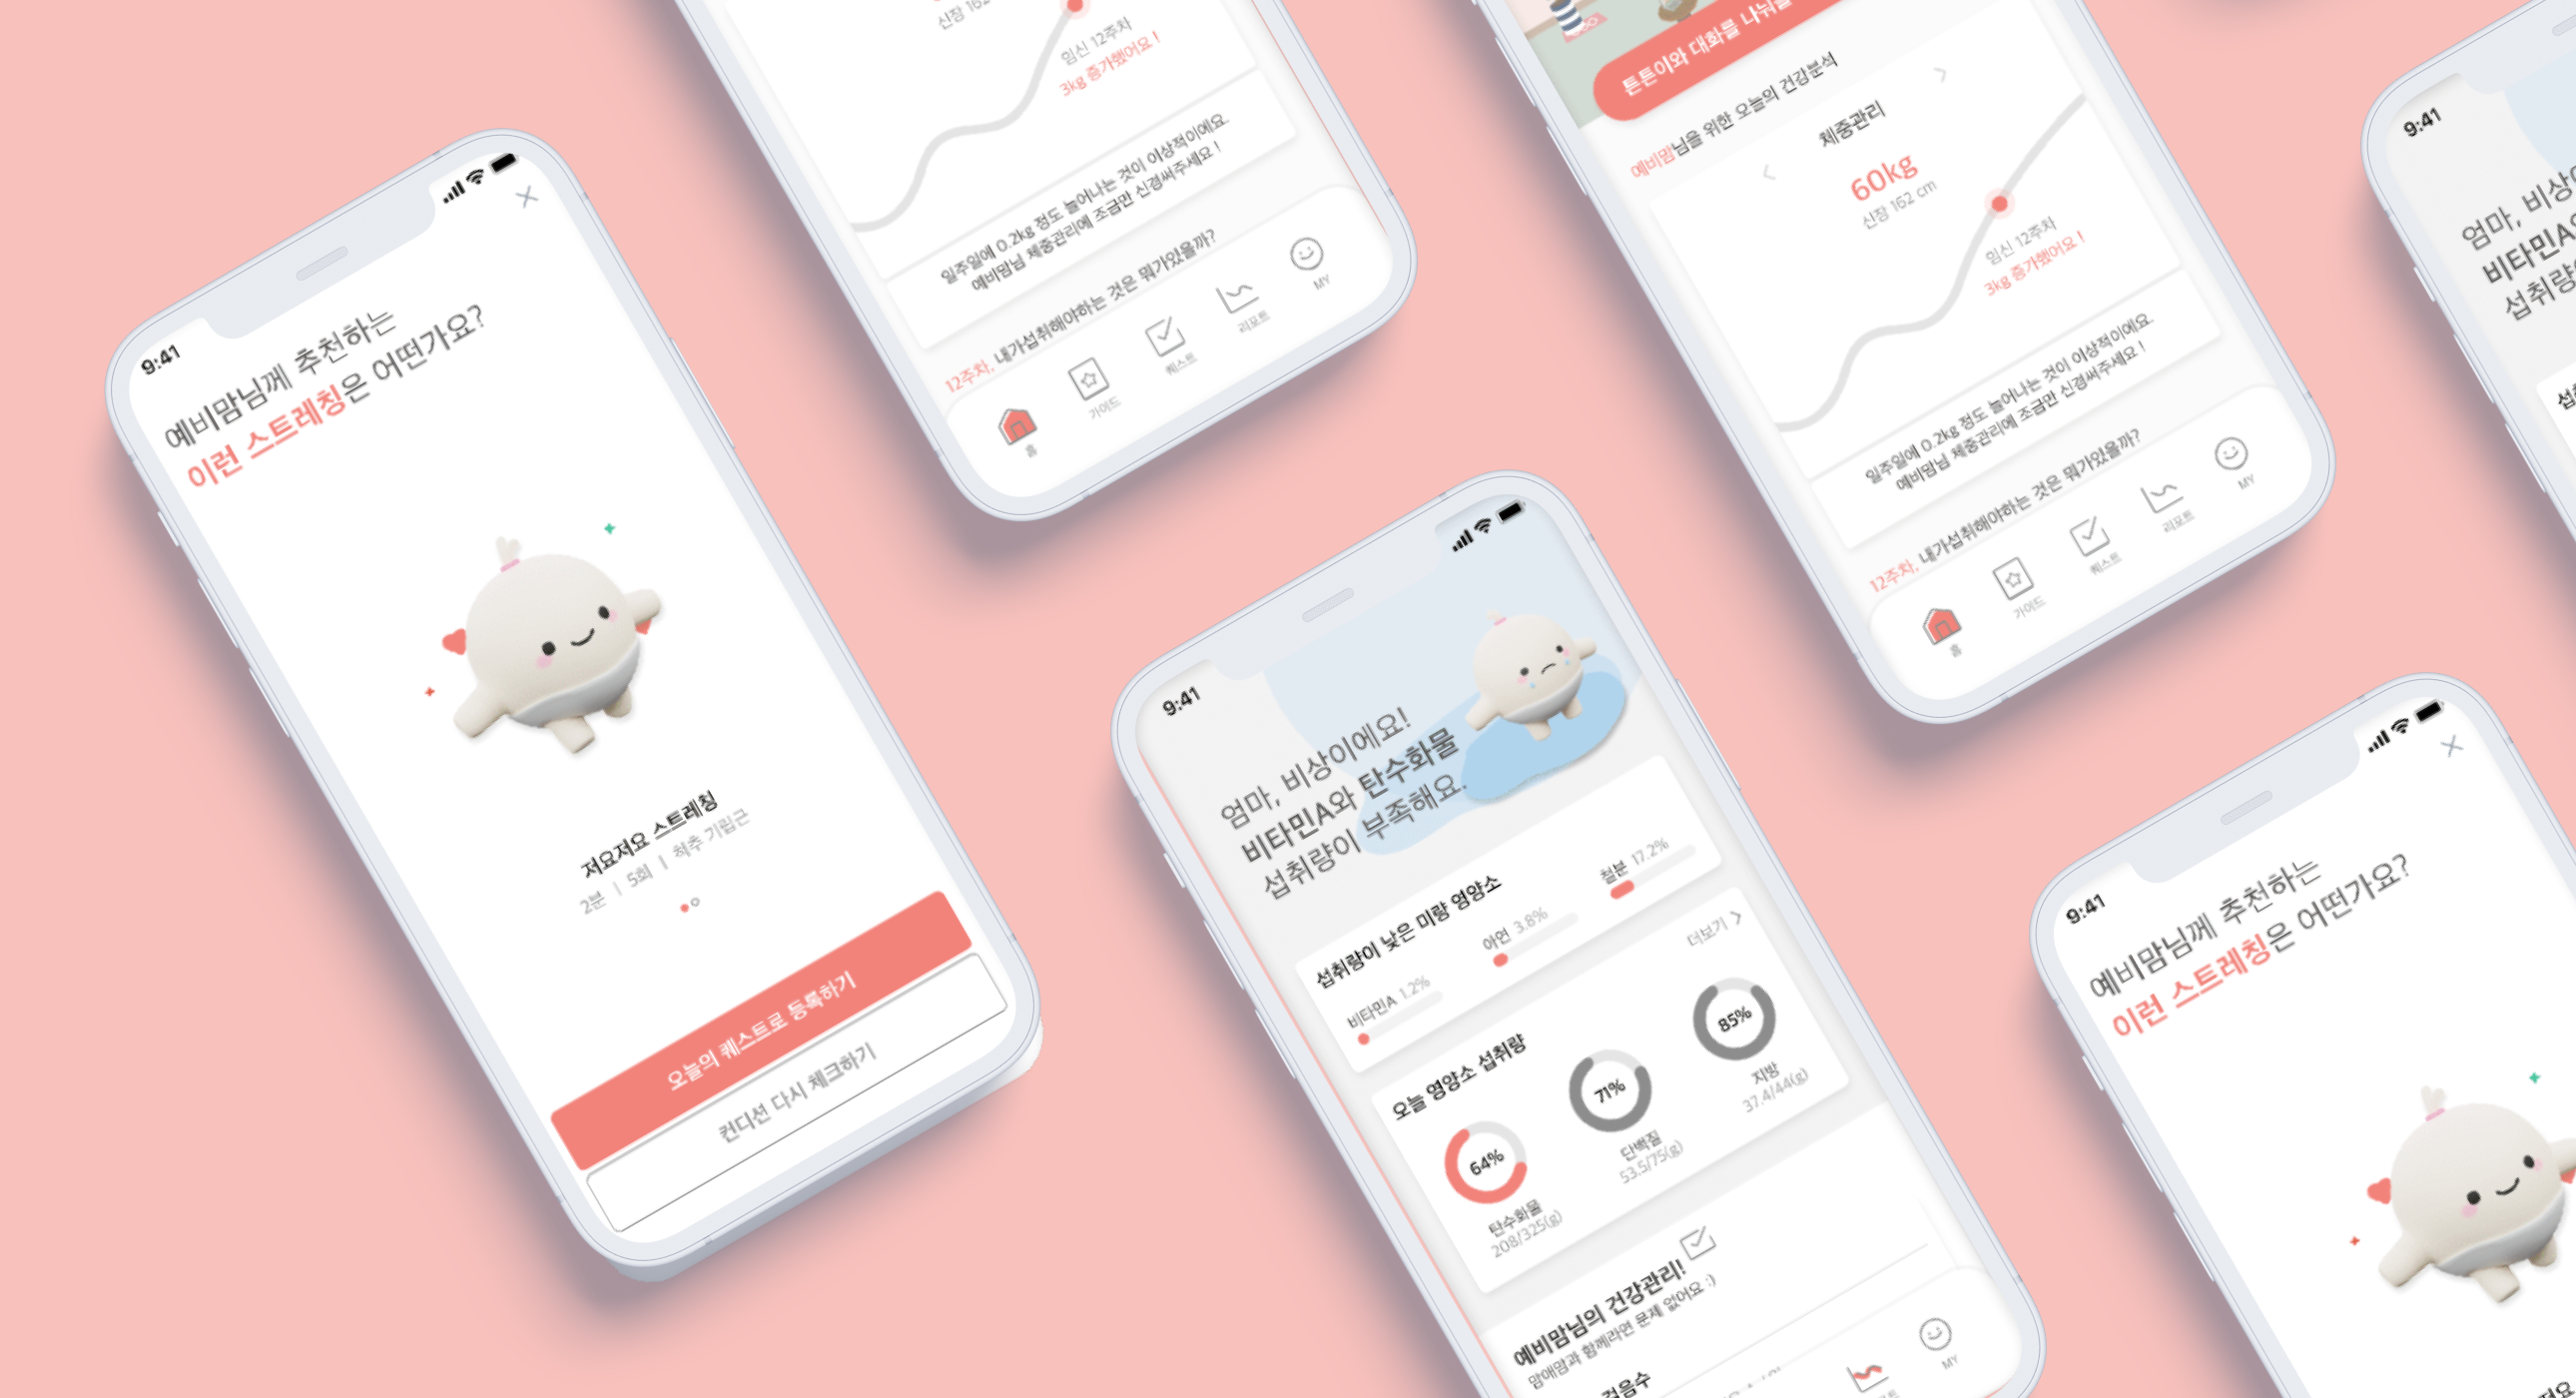 9:41
예비맘님께 추천하는
이런 스트레칭은 어떤가요?
저요저요 스트레칭
2분 | 5회 | 척추 기립근
오늘의 퀘스트로 등록하기
컨디션 다시 체크하기
신장 162
임신 12주차
3kg 증가했어요 !
일주일에 0.2kg 정도 늘어나는 것이 이상적이에요.
예비맘님 체중관리에 조금만 신경써주세요 !
12주차, 내가섭취해야하는 것은 뭐가있을까?
홈
가이드
퀘스트
리포트
MY
9:41
엄마, 비상이에요!
비타민A와 탄수화물
섭취량이 부족해요.
섭취량이 낮은 미량 영양소
비타민A 1.2%
아연 3.8%
철분 17.2%
오늘 영양소 섭취량
더보기
64%
탄수화물
208/325(g)
71%
단백질
53.5/75(g)
85%
지방
37.4/44(g)
예비맘님의 건강관리!
맘애맘과 함께라면 문제 없어요 :)
걸음수
MY
튼튼이와 대화를 나눠
예비맘님을 위한 오늘의 건강분석
체중관리
60kg
신장 162 cm
임신 12주차
3kg 증가했어요 !
일주일에 0.2kg 정도 늘어나는 것이 이상적이에요.
예비맘님 체중관리에 조금만 신경써주세요 !
12주차, 내가섭취해야하는 것은 뭐가있을까?
홈
가이드
퀘스트
리포트
MY
9:41
엄마, 비상
비타민A
섭취량
9:41
예비맘님께 추천하는
이런 스트레칭은 어떤가요?